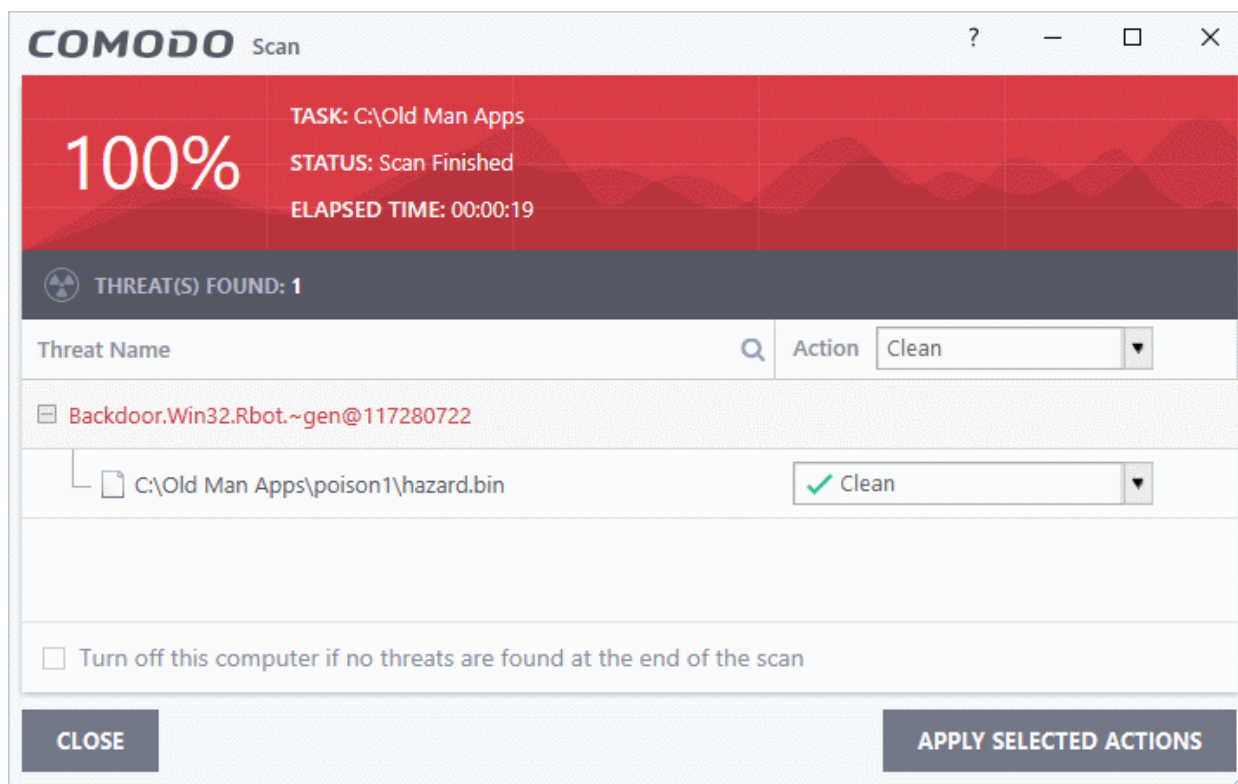 COMODO Scan ?
100%
TASK: C:\Old Man Apps
STATUS: Scan Finished
ELAPSED TIME: 00:00:19
THREAT(S) FOUND: 1
Threat Name Action Clean
Backdoor.Win32.Rbot.~gen@117280722
C:\Old Man Apps\poison1\hazard.bin Clean
Turn off this computer if no threats are found at the end of the scan
CLOSE APPLY SELECTED ACTIONS